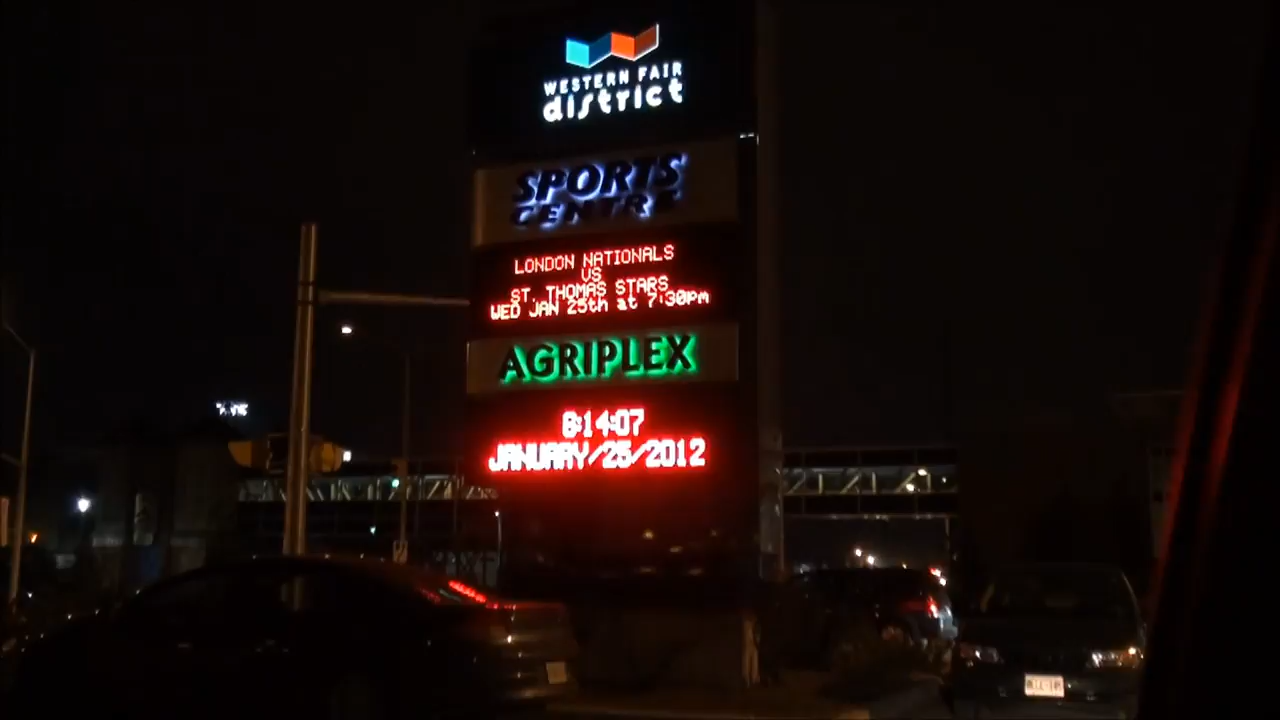 WESTERN FAIR
district
SPORTS
CENTRE
LONDON NATIONALS
VS
ST. THOMAS STARS
WED JAN 25th at 7:30pm
AGRIPLEX
6:14:07
JANUARY/25/2012